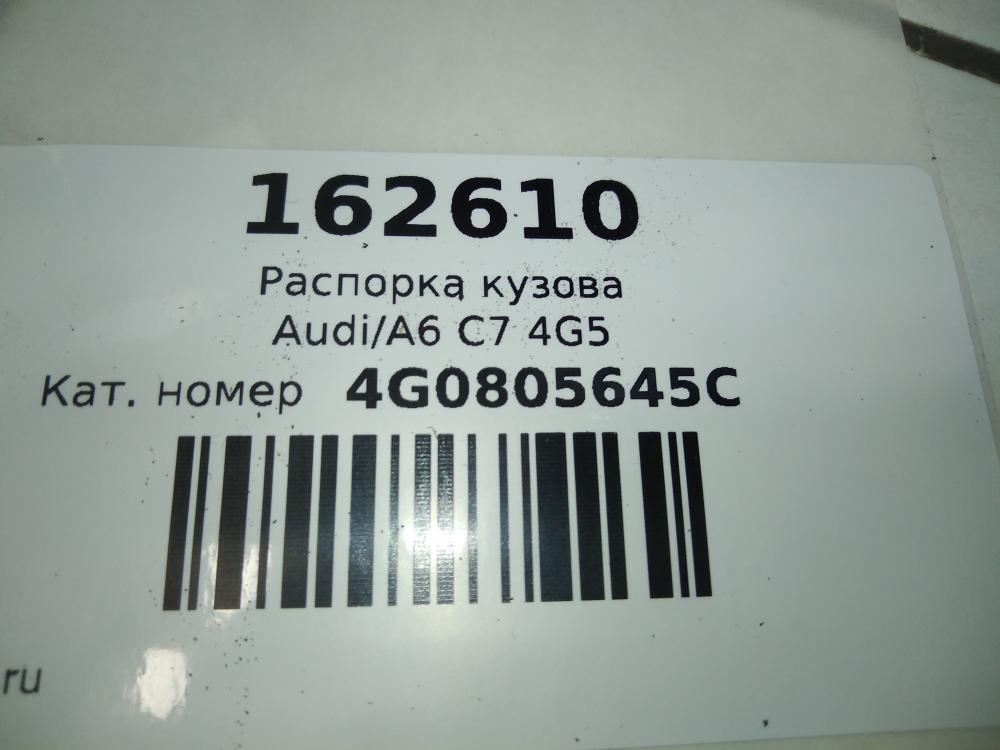 162610
Распорка кузова
Audi/A6 C7 4G5
Кат. номер 4G0805645C
ru